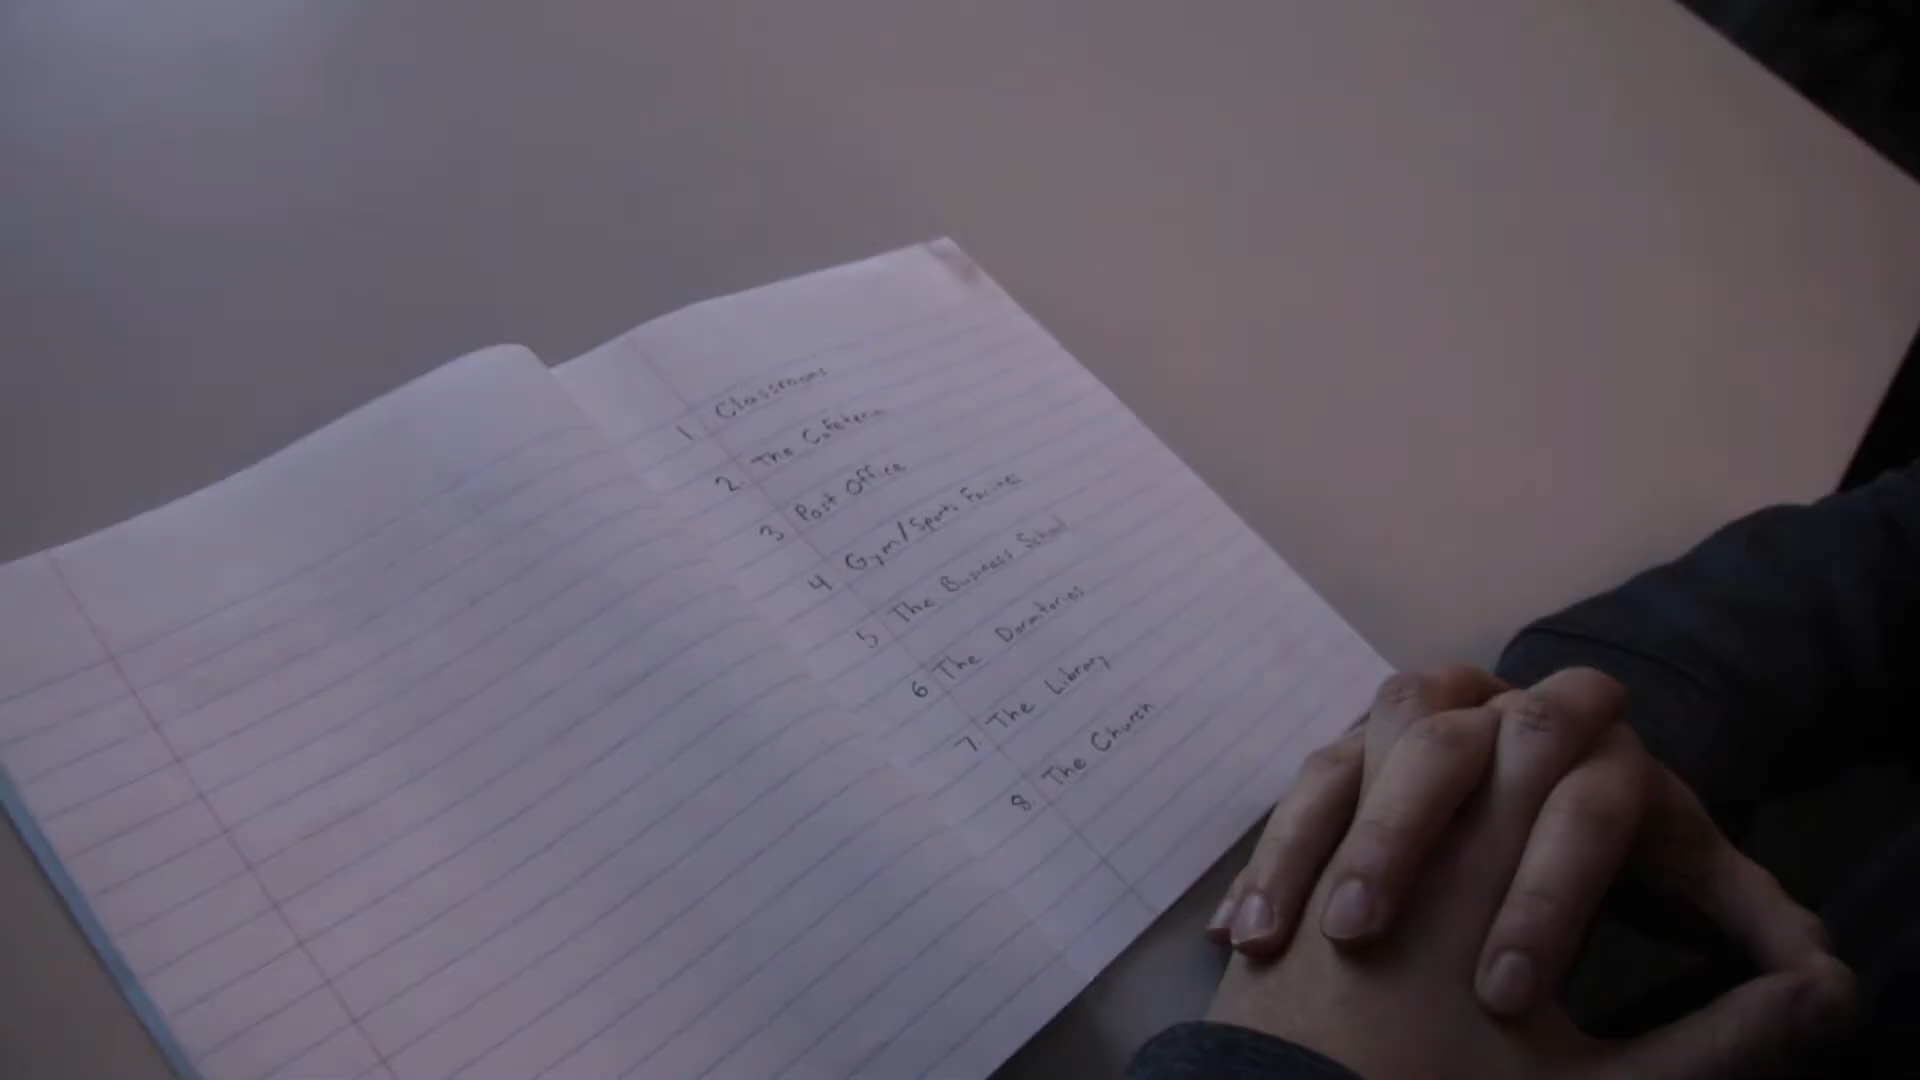 1 Classrooms
2 The Cafeteria
3 Post Office
4 Gym/Sports
5 The Business School
6 The Dormitories
7. The Library
8. The Church